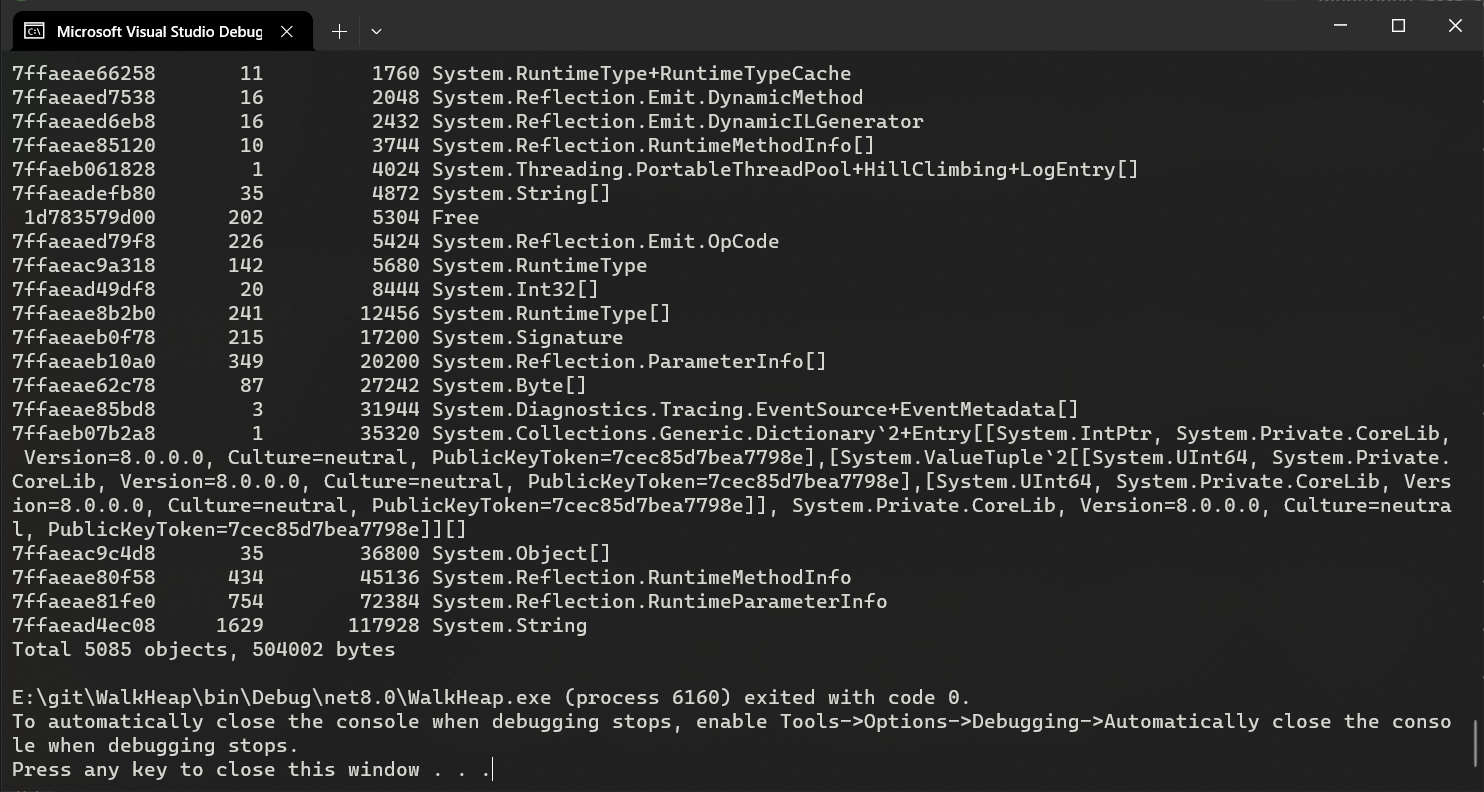 Microsoft Visual Studio Debug
7ffaeae66258       11         1760 System.RuntimeType+RuntimeTypeCache
7ffaeaed7538       16         2048 System.Reflection.Emit.DynamicMethod
7ffaeaed6eb8       16         2432 System.Reflection.Emit.DynamicILGenerator
7ffaeae85120       10         3744 System.Reflection.RuntimeMethodInfo[]
7ffaeb061828        1         4024 System.Threading.PortableThreadPool+HillClimbing+LogEntry[]
7ffaeadefb80       35         4872 System.String[]
 1d783579d00      202         5304 Free
7ffaeaed79f8      226         5424 System.Reflection.Emit.OpCode
7ffaeac9a318      142         5680 System.RuntimeType
7ffaead49df8       20         8444 System.Int32[]
7ffaeae8b2b0      241        12456 System.RuntimeType[]
7ffaeaeb0f78      215        17200 System.Signature
7ffaeaeb10a0      349        20200 System.Reflection.ParameterInfo[]
7ffaeae62c78       87        27242 System.Byte[]
7ffaeae85bd8        3        31944 System.Diagnostics.Tracing.EventSource+EventMetadata[]
7ffaeb07b2a8        1        35320 System.Collections.Generic.Dictionary`2+Entry[[System.IntPtr, System.Private.CoreLib,
 Version=8.0.0.0, Culture=neutral, PublicKeyToken=7cec85d7bea7798e],[System.ValueTuple`2[[System.UInt64, System.Private.
CoreLib, Version=8.0.0.0, Culture=neutral, PublicKeyToken=7cec85d7bea7798e],[System.UInt64, System.Private.CoreLib, Vers
ion=8.0.0.0, Culture=neutral, PublicKeyToken=7cec85d7bea7798e]], System.Private.CoreLib, Version=8.0.0.0, Culture=neutra
l, PublicKeyToken=7cec85d7bea7798e]][]
7ffaeac9c4d8       35        36800 System.Object[]
7ffaeae80f58      434        45136 System.Reflection.RuntimeMethodInfo
7ffaeae81fe0      754        72384 System.Reflection.RuntimeParameterInfo
7ffaead4ec08     1629       117928 System.String
Total 5085 objects, 504002 bytes

E:\git\WalkHeap\bin\Debug\net8.0\WalkHeap.exe (process 6160) exited with code 0.
To automatically close the console when debugging stops, enable Tools->Options->Debugging->Automatically close the conso
le when debugging stops.
Press any key to close this window . . .